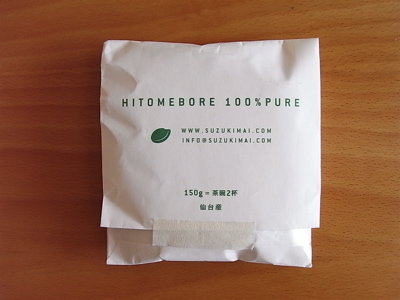 HITOMEBORE 100%PURE
WWW.SUZUKIMAI.COM
INFO@SUZUKIMAI.COM
150g = 茶碗2杯
仙台産